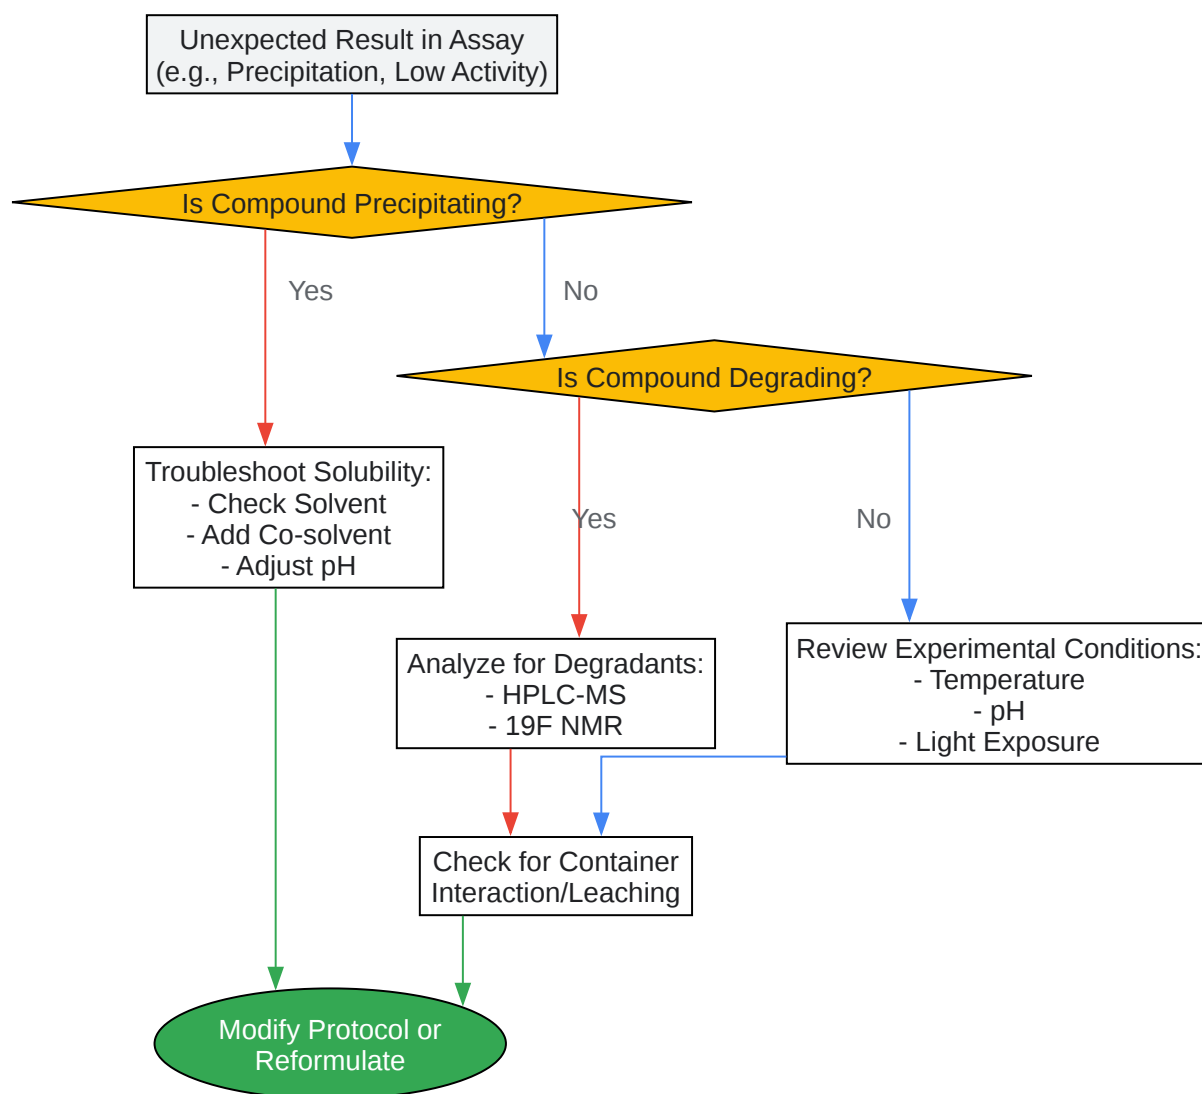 Unexpected Result in Assay
(e.g., Precipitation, Low Activity)
Is Compound Precipitating?
Yes
No
Is Compound Degrading?
Troubleshoot Solubility:
- Check Solvent
- Add Co-solvent
- Adjust pH
Yes
No
Analyze for Degradants:
- HPLC-MS
- 19F NMR
Review Experimental Conditions:
- Temperature
- pH
- Light Exposure
Check for Container
Interaction/Leaching
Modify Protocol or
Reformulate